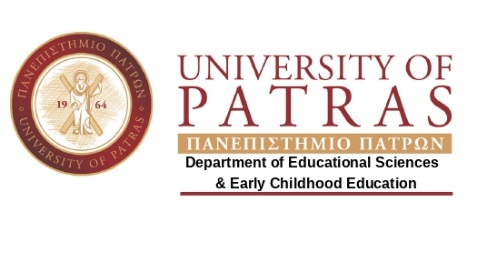 ΠΑΝΕΠΙΣΤΗΜΙΟ ΠΑΤΡΩΝ
19 64
UNIVERSITY OF PATRAS
UNIVERSITY OF
PATRAS
ΠΑΝΕΠΙΣΤΗΜΙΟ ΠΑΤΡΩΝ
Department of Educational Sciences
& Early Childhood Education